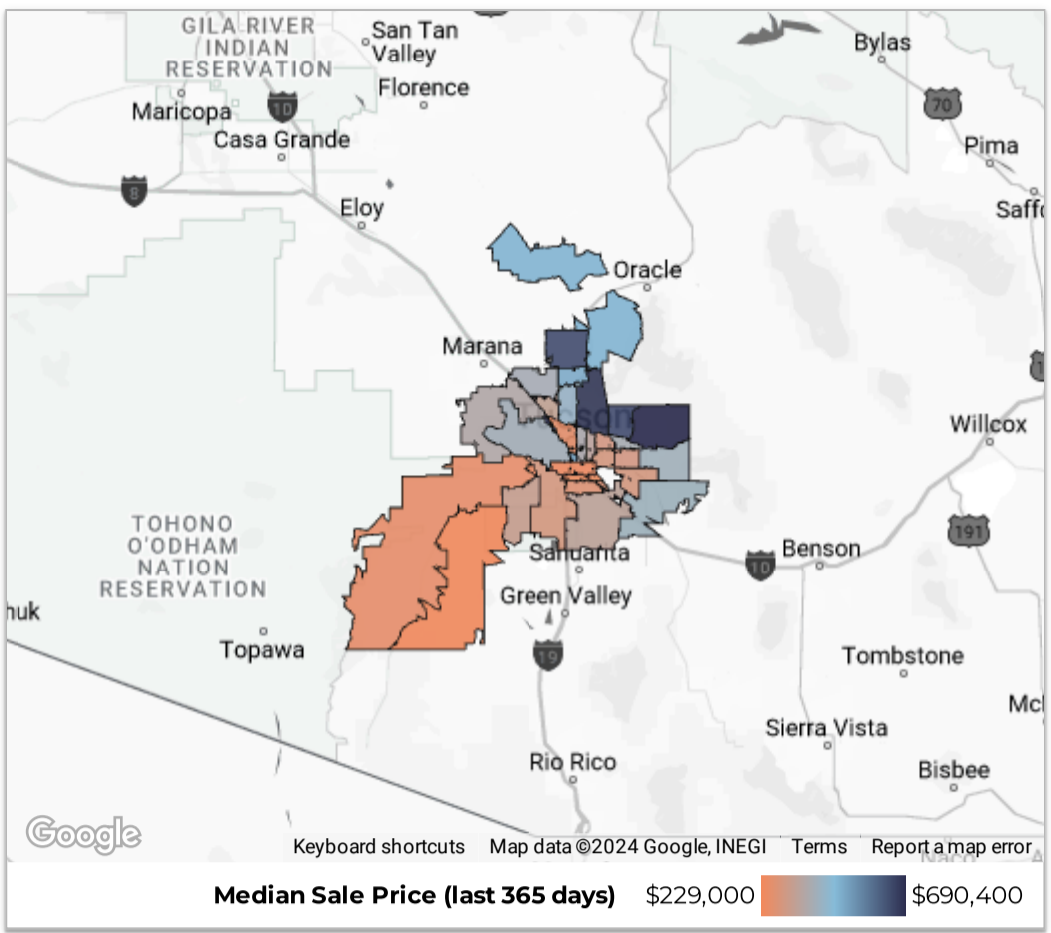 GILA RIVER
INDIAN
RESERVATION
San Tan
Valley
Bylas
Florence
Maricopa
10
70
Casa Grande
Pima
8
Eloy
Oracle
Marana
Tucson
Willcox
TOHONO
O'ODHAM
NATION
RESERVATION
191
Sahuarita
10
Benson
Green Valley
huk
Topawa
19
Tombstone
Sierra Vista
Rio Rico
Bisbee
Google
Keyboard shortcuts
Map data ©2024 Google, INEGI
Terms
Report a map error
Naco
Median Sale Price (last 365 days)
$229,000
$690,400